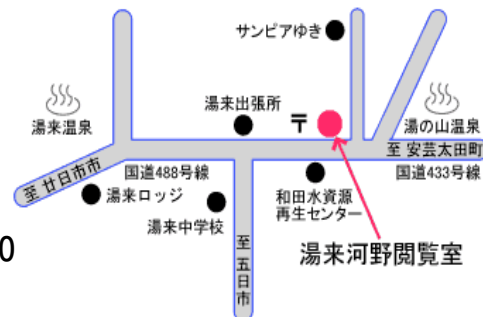 サンピアゆき
湯来出張所
〒
湯来温泉
湯の山温泉
至 安芸太田町
国道488号線
国道433号線
至 廿日市市
湯来ロッジ
湯来中学校
和田水資源
再生センター
至 五日市
湯来河野閲覧室
0